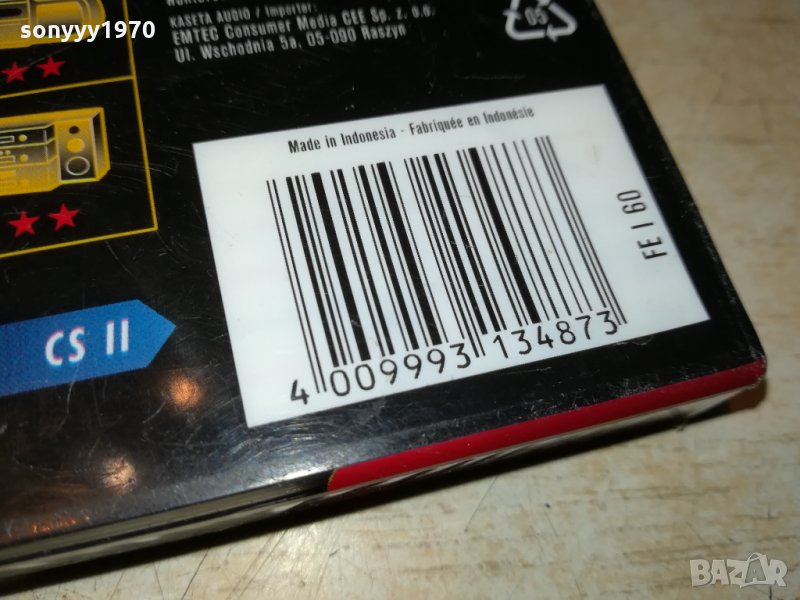 sonyyy1970
KASETA AUDIO / Importer:
EMTEC Consumer Media CEE Sp. z. o.o.
Ul. Wschodnia 5a, 05-090 Raszyn
05
Made in Indonesia - Fabriquée en Indonésie
FE I 60
4 009993 134873
CS II
BAZAR